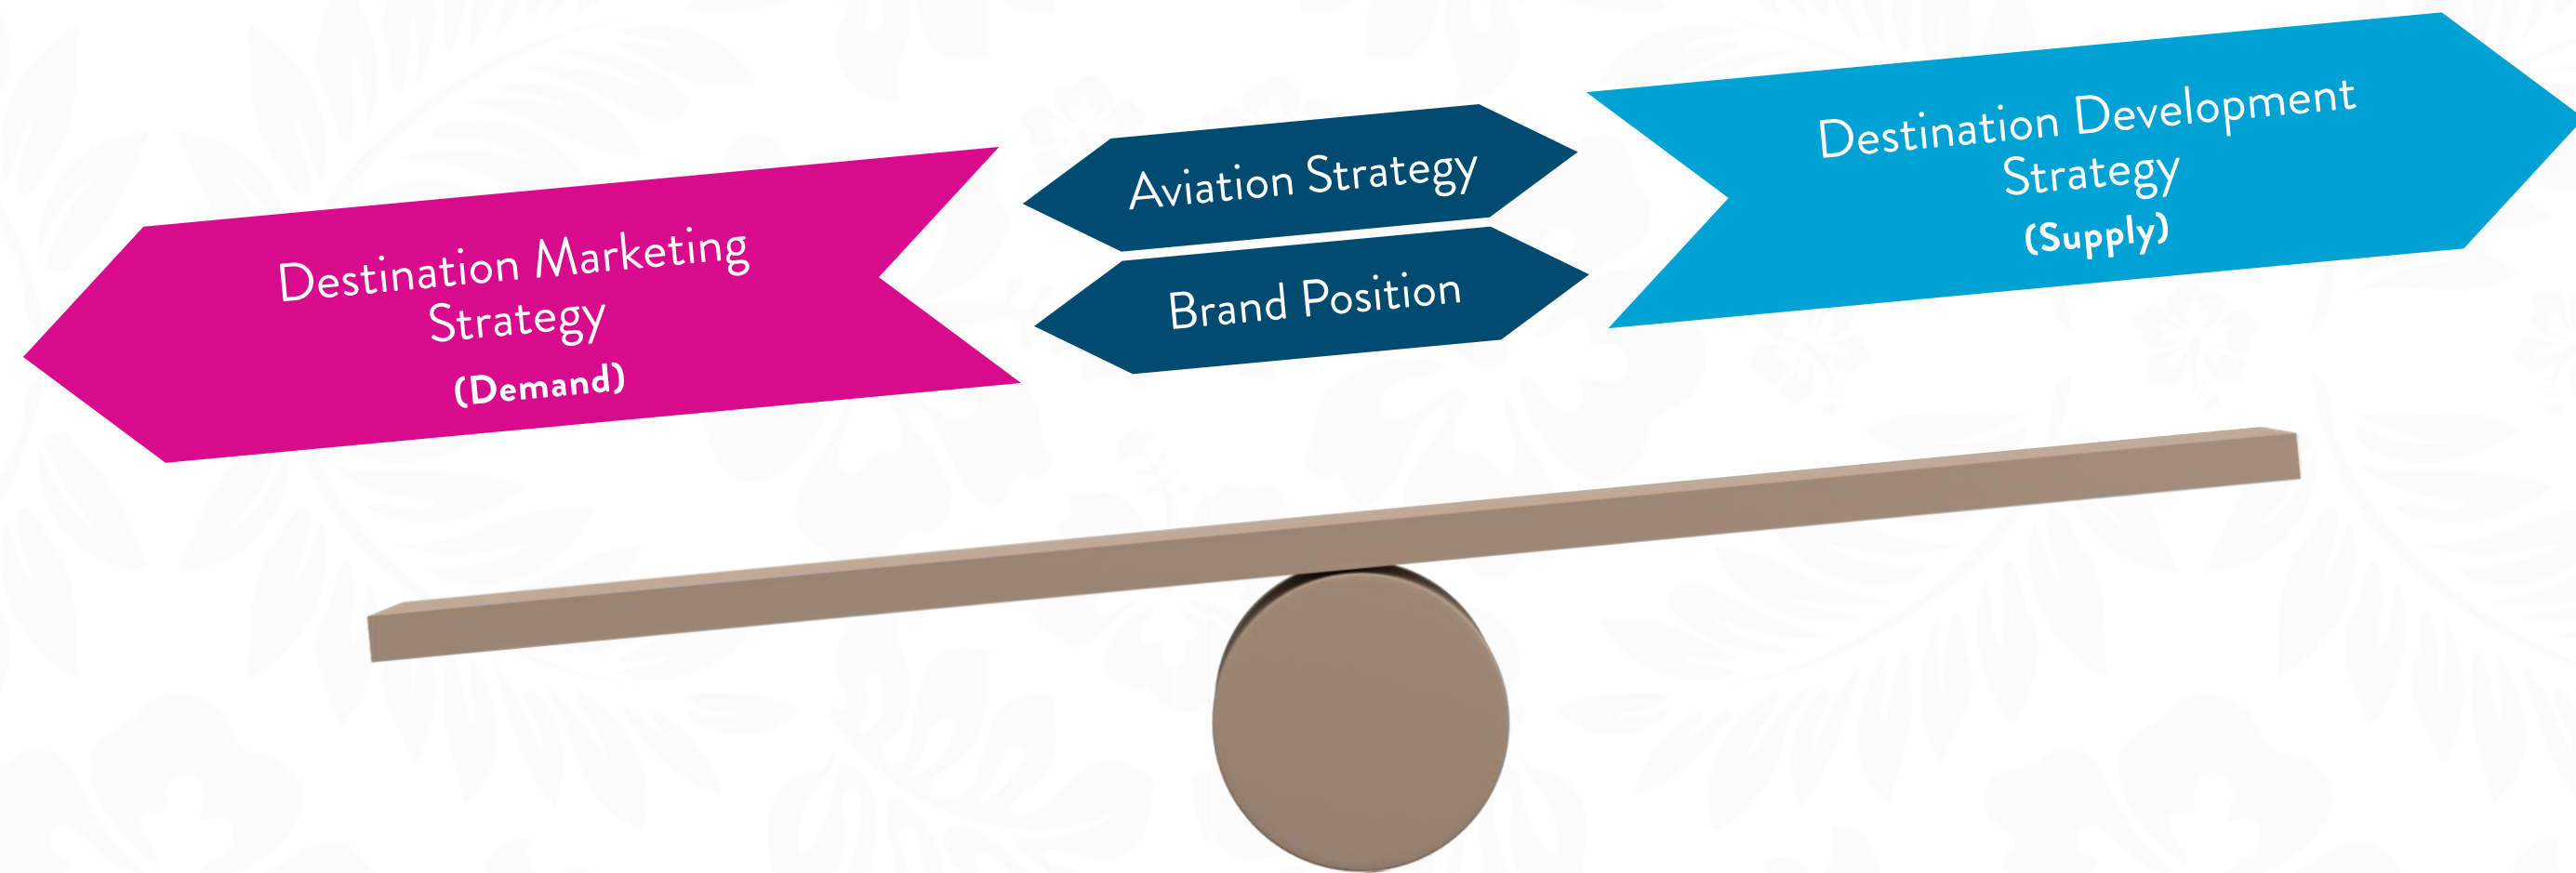 Destination Marketing
Strategy
(Demand)
Aviation Strategy
Brand Position
Destination Development
Strategy
(Supply)